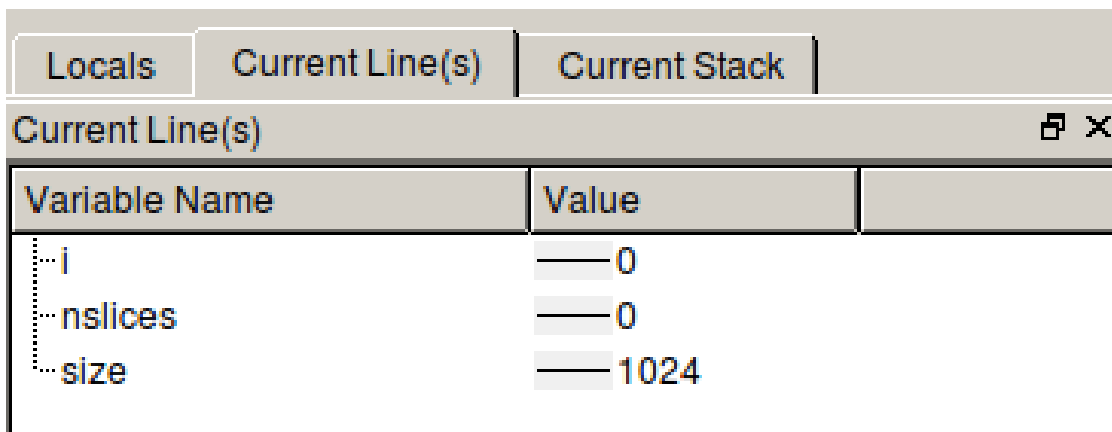 Locals Current Line(s) Current Stack
Current Line(s)
Variable Name Value
i 0
nslices 0
size 1024